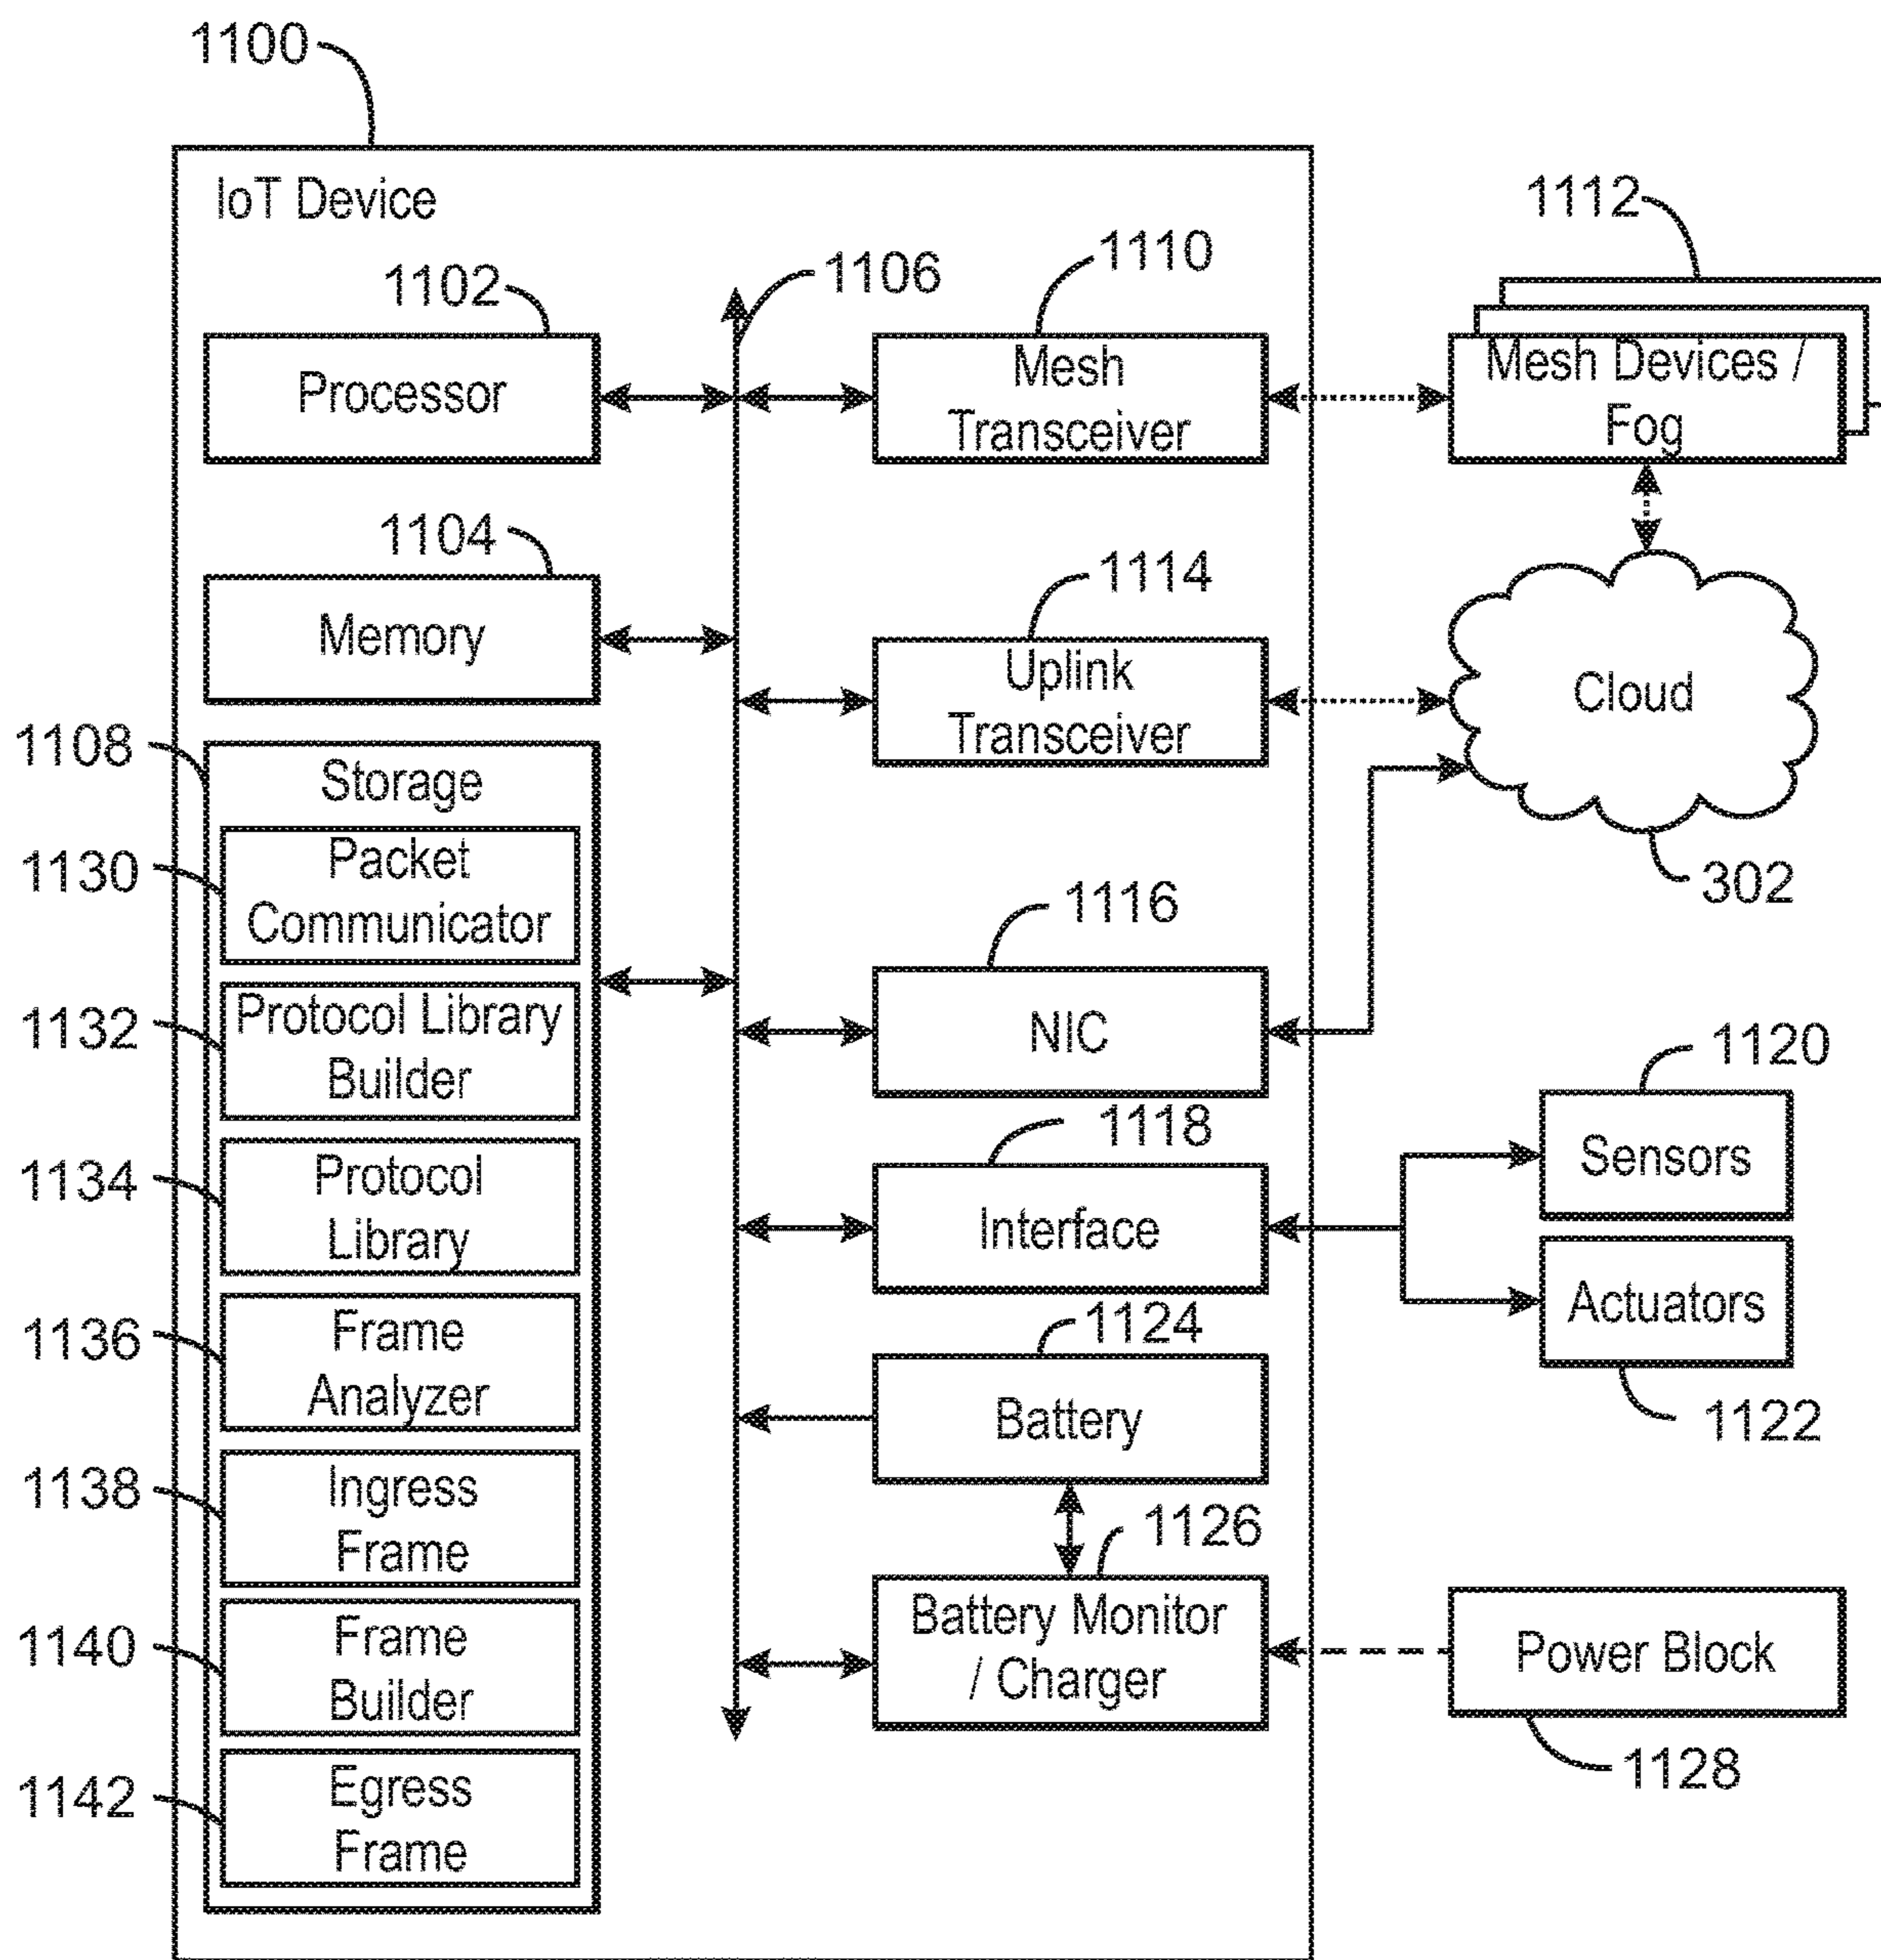 1100
IoT Device
1112
1102
1106
1110
Processor
Mesh
Transceiver
Mesh Devices /
Fog
1104
1114
Memory
Uplink
Transceiver
Cloud
302
1108
Storage
1130
Packet
Communicator
1116
1132
Protocol Library
Builder
NIC
1120
1118
Sensors
1134
Protocol
Library
Interface
Actuators
1122
1136
Frame
Analyzer
1124
Battery
1138
Ingress
Frame
1126
Battery Monitor
/ Charger
Power Block
1128
1140
Frame
Builder
1142
Egress
Frame